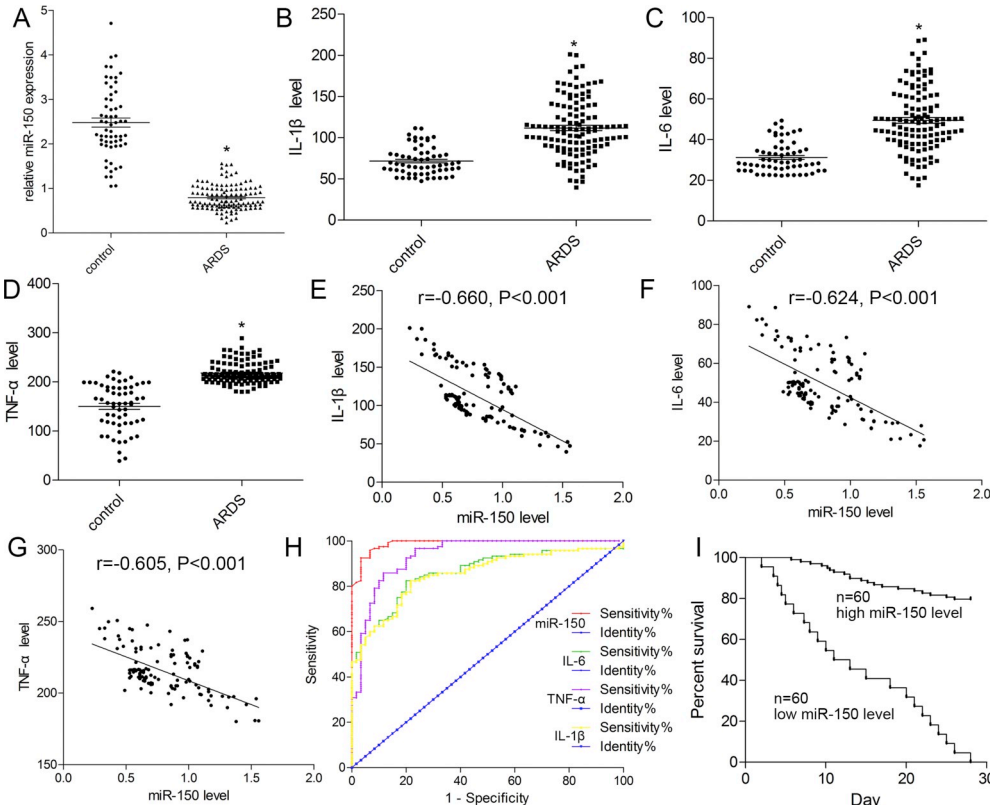 A
relative miR-150 expression
5
4
3
2
1
0
control
ARDS
*
B
IL-1β level
250
200
150
100
50
0
control
ARDS
*
C
IL-6 level
100
80
60
40
20
0
control
ARDS
*
D
TNF-α level
400
300
200
100
0
control
ARDS
*
E
r=-0.660, P<0.001
IL-1β level
250
200
150
100
50
0
0.0 0.5 1.0 1.5 2.0
miR-150 level
F
r=-0.624, P<0.001
IL-6 level
100
80
60
40
20
0
0.0 0.5 1.0 1.5 2.0
miR-150 level
G
r=-0.605, P<0.001
TNF-α level
300
250
200
150
0.0 0.5 1.0 1.5 2.0
miR-150 level
H
Sensitivity
100
80
60
40
20
0
miR-150
Sensitivity%
Identity%
IL-6
Sensitivity%
Identity%
TNF-α
Sensitivity%
Identity%
IL-1β
Sensitivity%
Identity%
0 20 40 60 80 100
1 - Specificity
I
Percent survival
100
80
60
40
20
0
n=60
high miR-150 level
n=60
low miR-150 level
0 10 20 30
Day